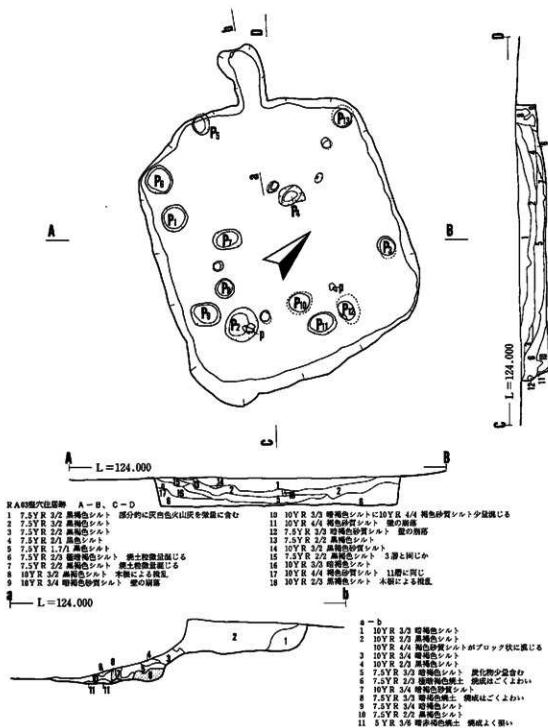 b D
P5
P13
P6
a
P4
P1
A B
P7
P3
P8
P9
P2
P10
P12
P11
p
p
C
D
L=124.000
C
A L=124.000 B
RA63竪穴住居跡 A-B、C-D
1 7.5YR 3/2 黒褐色シルト 部分的に灰白色火山灰を微量に含む
2 7.5YR 3/2 黒褐色シルト
3 7.5YR 2/2 黒褐色シルト
4 7.5YR 2/1 黒色シルト
5 7.5YR 1.7/1 黒色シルト
6 7.5YR 2/3 極暗褐色シルト 焼土粒微量混じる
7 7.5YR 2/2 黒褐色シルト 焼土粒微量混じる
8 10YR 3/2 黒褐色シルト 木根による撹乱
9 10YR 3/4 暗褐色砂質シルト 壁の崩落
10 10YR 3/3 暗褐色シルトに10YR 4/4 褐色砂質シルト少量混じる
11 10YR 4/4 褐色砂質シルト 壁の崩落
12 7.5YR 3/3 暗褐色砂質シルト 壁の崩落
13 7.5YR 2/2 黒褐色シルト
14 10YR 3/2 黒褐色砂質シルト
15 7.5YR 2/2 黒褐色シルト 3層と同じか
16 10YR 3/3 暗褐色シルト
17 10YR 4/4 褐色砂質シルト 11層に同じ
18 10YR 2/3 黒褐色シルト 木根による撹乱
a L=124.000 b
a-b
1 10YR 3/3 暗褐色シルト
2 10YR 2/3 黒褐色シルト
10YR 4/4 褐色砂質シルトがブロック状に混じる
3 10YR 3/4 暗褐色シルト
4 10YR 2/3 黒褐色シルト
5 7.5YR 3/3 暗褐色シルト 炭化物少量含む
6 7.5YR 2/3 極暗褐色焼土 焼成はごくよわい
7 10YR 3/4 暗褐色砂質シルト
8 7.5YR 3/3 暗褐色焼土 焼成はごくよわい
9 7.5YR 3/4 暗褐色シルト
10 7.5YR 2/2 黒褐色シルト
11 5YR 3/6 暗赤褐色焼土 焼成よく堅い